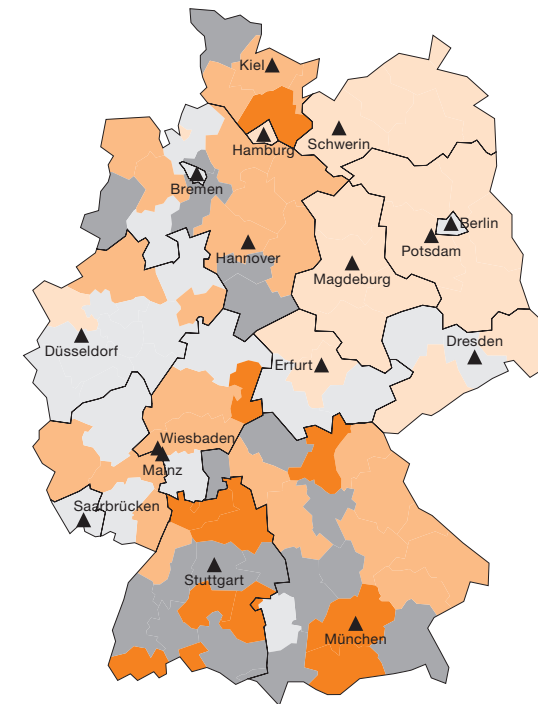 Kiel
Hamburg
Schwerin
Bremen
Berlin
Potsdam
Hannover
Magdeburg
Düsseldorf
Dresden
Erfurt
Wiesbaden
Mainz
Saarbrücken
Stuttgart
München